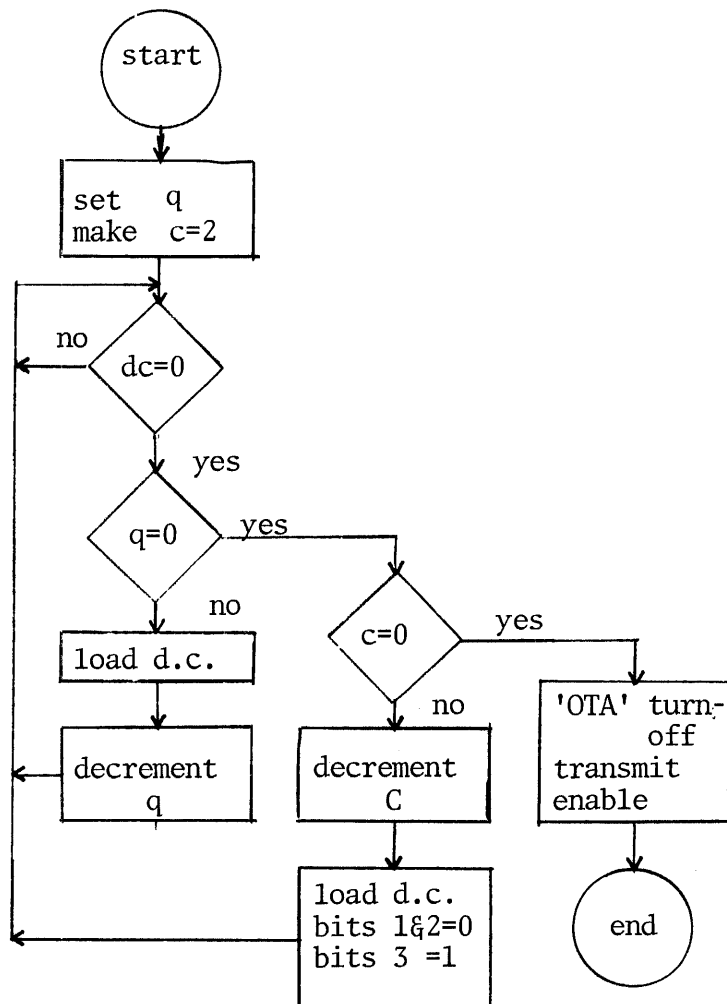 start
set q
make c=2
no
dc=0
yes
q=0
yes
no
load d.c.
decrement
q
c=0
yes
no
decrement
C
load d.c.
bits 1&2=0
bits 3 =1
'OTA' turn-
off
transmit
enable
end